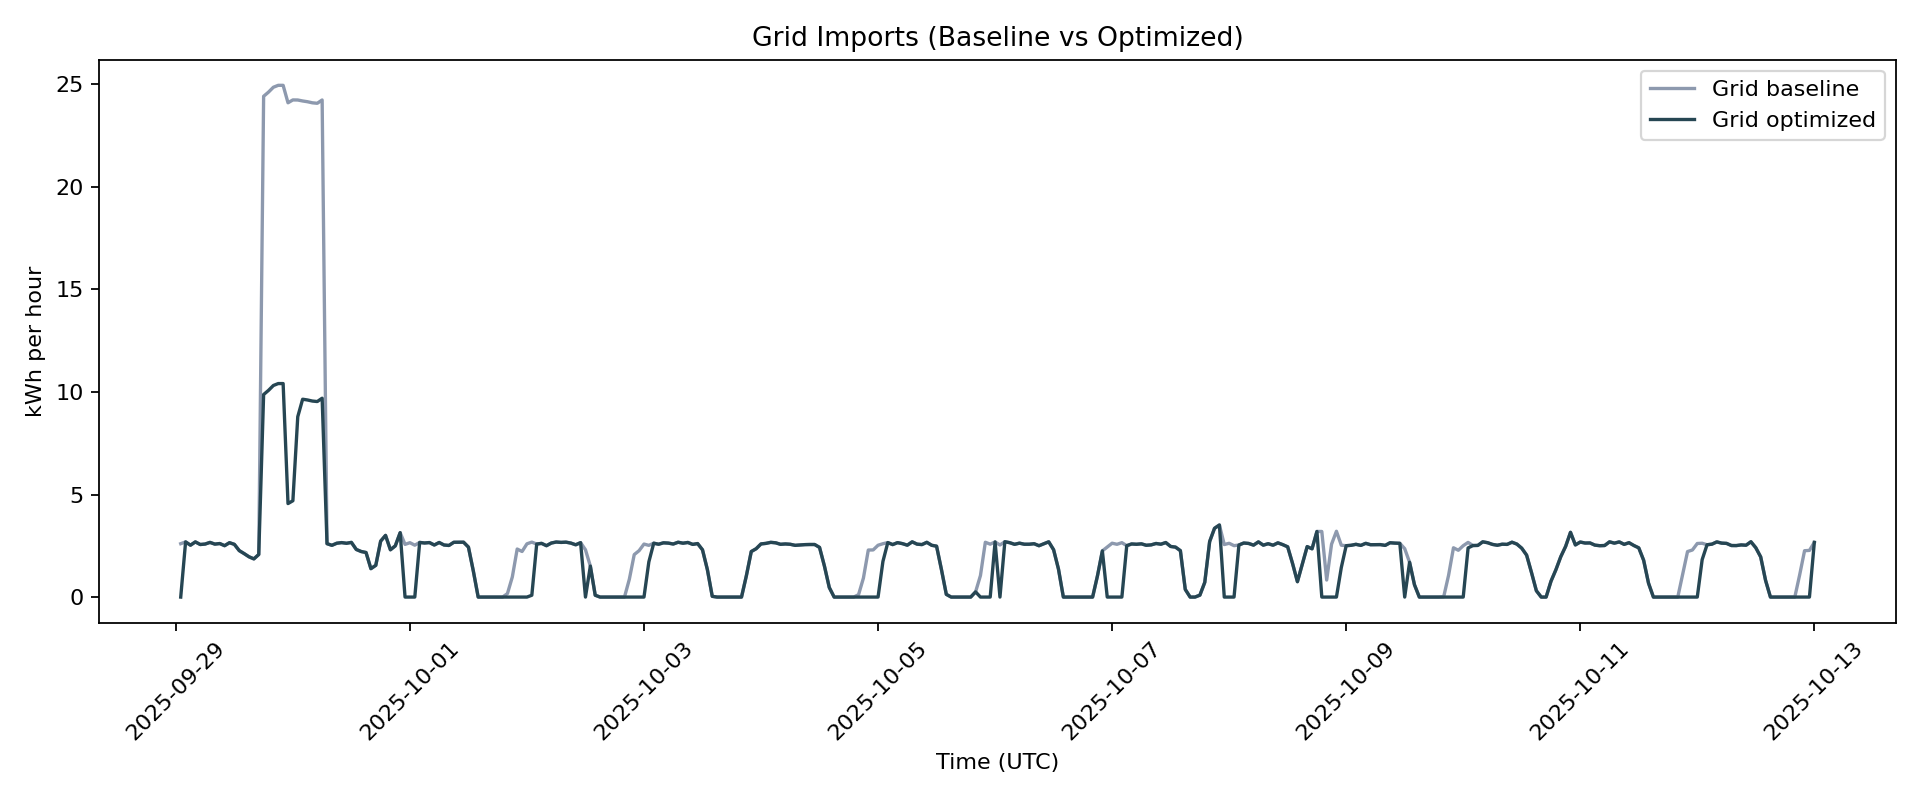 Grid Imports (Baseline vs Optimized)
Grid baseline
Grid optimized
kWh per hour
25
20
15
10
5
0
2025-09-29
2025-10-01
2025-10-03
2025-10-05
2025-10-07
2025-10-09
2025-10-11
2025-10-13
Time (UTC)